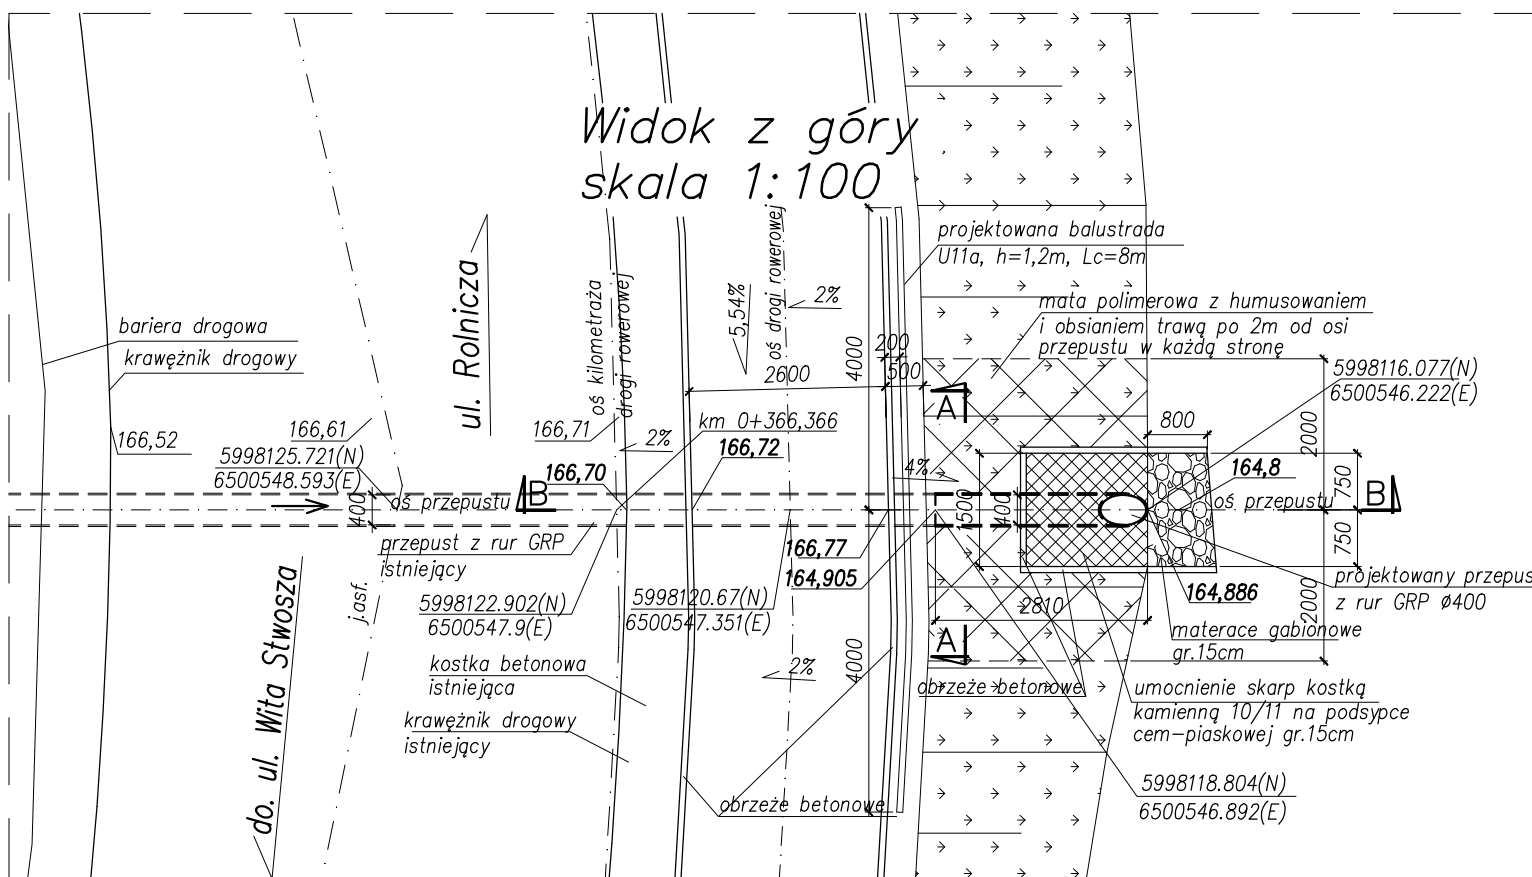 Widok z góry
skala 1:100
projektowana balustrada
U11a, h=1,2m, Lc=8m
mata polimerowa z humusowaniem
i obsianiem trawą po 2m od osi
przepustu w każdą stronę
5998116.077(N)
6500546.222(E)
bariera drogowa
krawężnik drogowy
ul. Rolnicza
oś kilometraża
drogi rowerowej
5,54%
oś drogi rowerowej
2%
4000
200
500
2600
A
800
2000
166,52
166,61
166,71
2%
km 0+366,366
166,72
5998125.721(N)
6500548.593(E)
166,70
4%
164,8
750
400
oś przepustu
B
1500
400
oś przepustu
B
przepust z rur GRP
istniejący
166,77
164,905
750
j.asf.
5998122.902(N)
6500547.9(E)
5998120.67(N)
6500547.351(E)
2810
164,886
projektowany przepus
z rur GRP Ø400
2000
A
materace gabionowe
gr.15cm
do. ul. Wita Stwosza
kostka betonowa
istniejąca
2%
4000
obrzeże betonowe
umocnienie skarp kostką
kamienną 10/11 na podsypce
cem-piaskowej gr.15cm
krawężnik drogowy
istniejący
5998118.804(N)
6500546.892(E)
obrzeże betonowe